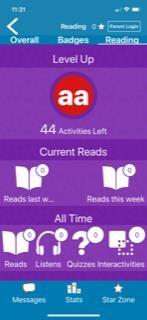 11:31
Reading 0 Parent Login
Overall Badges Reading
Level Up
aa
44 Activities Left
Current Reads
0 0
Reads last w... Reads this week
All Time
0 0 0 0
Reads Listens Quizzes Interactivities
Messages Stats Star Zone